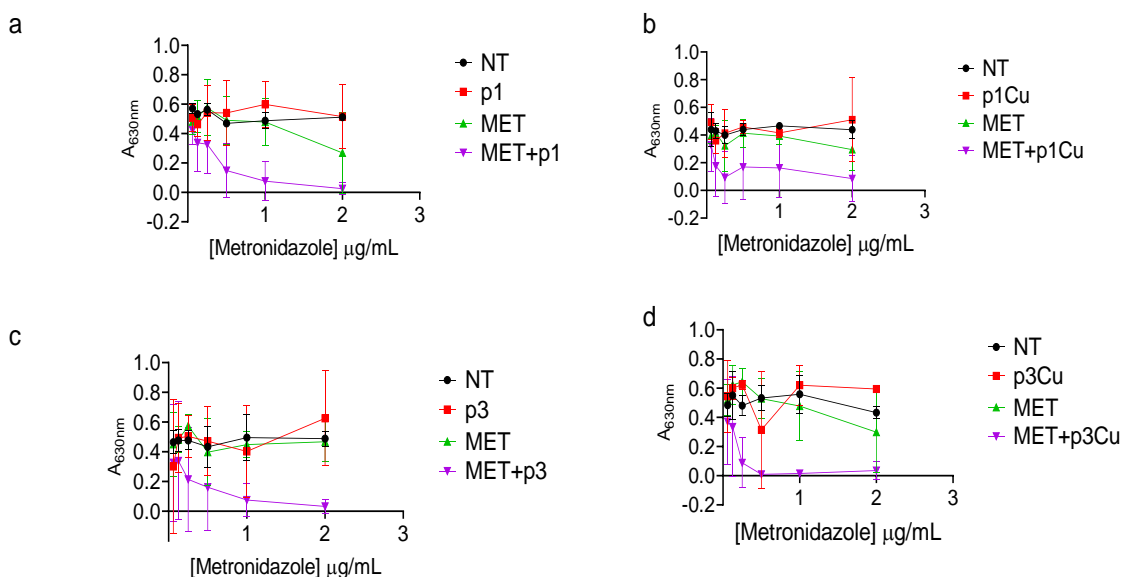 a
1.0
0.8
0.6
0.4
0.2
0.0
-0.2
A630nm
1
2
3
[Metronidazole] μg/mL
NT
p1
MET
MET+p1
b
1.0
0.8
0.6
0.4
0.2
0.0
-0.2
A630nm
1
2
3
[Metronidazole] μg/mL
NT
p1Cu
MET
MET+p1Cu
c
1.0
0.8
0.6
0.4
0.2
0.0
A630nm
1
2
3
[Metronidazole] μg/mL
NT
p3
MET
MET+p3
d
1.0
0.8
0.6
0.4
0.2
0.0
0.2
A630nm
1
2
3
[Metronidazole] μg/mL
NT
p3Cu
MET
MET+p3Cu